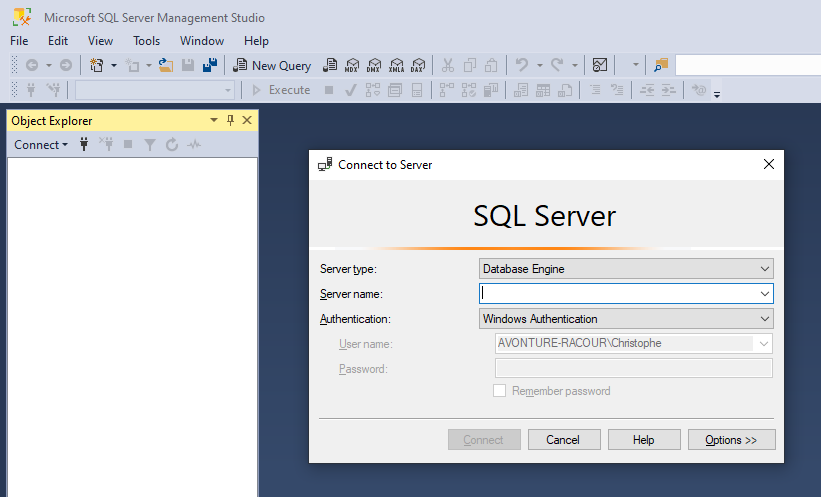 Microsoft SQL Server Management Studio
File Edit View Tools Window Help
New Query MDX DMX XMLA DAX
Execute
Object Explorer
Connect
Connect to Server
SQL Server
Server type: Database Engine
Server name:
Authentication: Windows Authentication
User name: AVONTURE-RACOUR\Christophe
Password:
Remember password
Connect Cancel Help Options >>